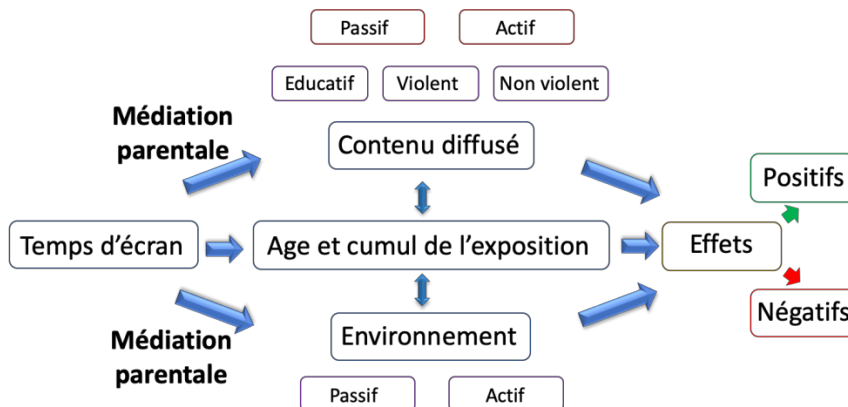 Passif
Actif
Educatif
Violent
Non violent
Médiation
parentale
Contenu diffusé
Positifs
Temps d'écran
Age et cumul de l'exposition
Effets
Négatifs
Environnement
Médiation
parentale
Passif
Actif